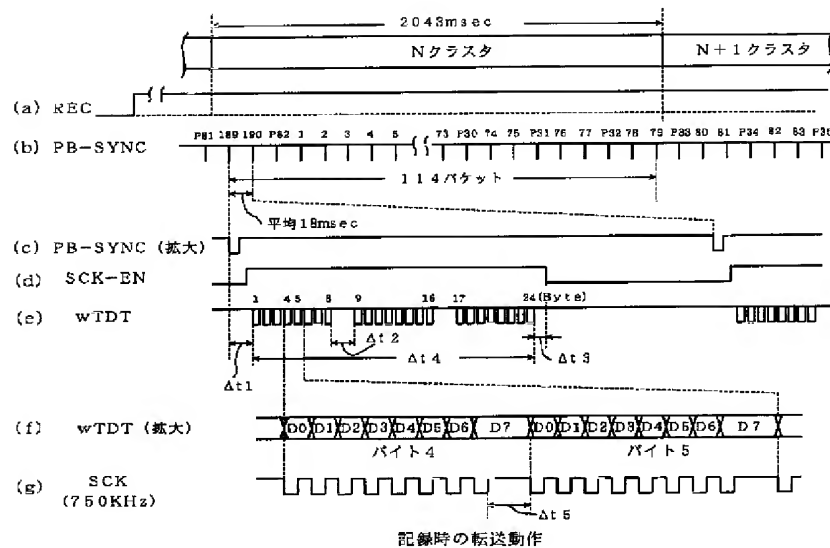 2043msec
Nクラスタ
N+1クラスタ
(a) REC
P81 189 190 P82 1 2 3 4 5 73 P30 74 75 P31 76 77 P32 78 79 P83 80 81 P34 82 83 P35
(b) PB-SYNC
114パケット
平均18msec
(c) PB-SYNC (拡大)
(d) SCK-EN
1 4 5 8 9 16 17 24(Byte)
(e) WTDT
Δt1 Δt2 Δt4 Δt3
(f) WTDT (拡大) D0 D1 D2 D3 D4 D5 D6 D7 D0 D1 D2 D3 D4 D5 D6 D7
バイト4 バイト5
(g) SCK
(750KHz)
Δt5
記録時の転送動作